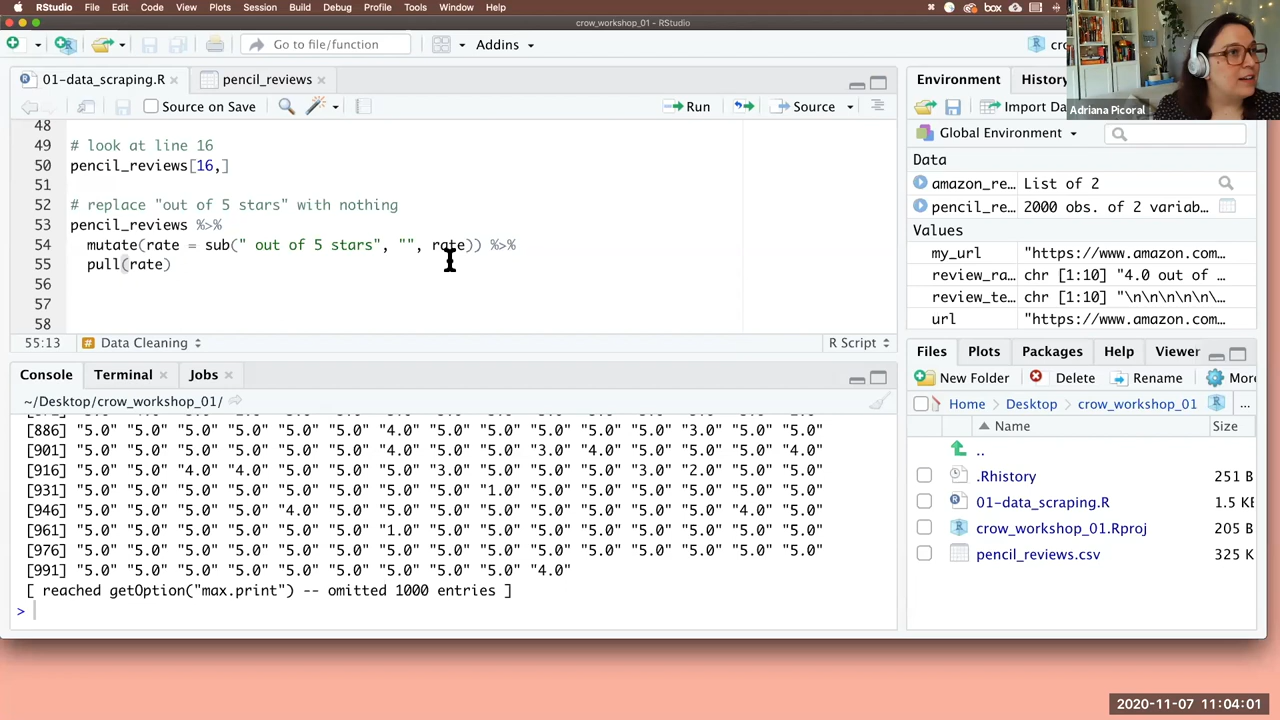 RStudio File Edit Code View Plots Session Build Debug Profile Tools Window Help
crow_workshop_01 - RStudio
Go to file/function Addins
Adriana Picoral
01-data_scraping.R pencil_reviews
Source on Save Run Source
48
49 # look at line 16
50 pencil_reviews[16,]
51
52 # replace "out of 5 stars" with nothing
53 pencil_reviews %>%
54 mutate(rate = sub(" out of 5 stars", "", rate)) %>%
55 pull(rate)
56
57
58
55:13 Data Cleaning R Script
Console Terminal Jobs
~/Desktop/crow_workshop_01/
[886] "5.0" "5.0" "5.0" "5.0" "5.0" "5.0" "4.0" "5.0" "5.0" "5.0" "5.0" "5.0" "3.0" "5.0" "5.0"
[901] "5.0" "5.0" "5.0" "5.0" "5.0" "5.0" "4.0" "5.0" "5.0" "3.0" "4.0" "5.0" "5.0" "5.0" "4.0"
[916] "5.0" "5.0" "4.0" "4.0" "5.0" "5.0" "5.0" "3.0" "5.0" "5.0" "5.0" "3.0" "2.0" "5.0" "5.0"
[931] "5.0" "5.0" "5.0" "5.0" "5.0" "5.0" "5.0" "5.0" "1.0" "5.0" "5.0" "5.0" "5.0" "5.0" "5.0"
[946] "5.0" "5.0" "5.0" "5.0" "4.0" "5.0" "5.0" "5.0" "5.0" "5.0" "5.0" "5.0" "5.0" "4.0" "5.0"
[961] "5.0" "5.0" "5.0" "5.0" "5.0" "5.0" "1.0" "5.0" "5.0" "5.0" "5.0" "5.0" "5.0" "5.0" "5.0"
[976] "5.0" "5.0" "5.0" "5.0" "5.0" "5.0" "5.0" "5.0" "5.0" "5.0" "5.0" "5.0" "5.0" "5.0" "5.0"
[991] "5.0" "5.0" "5.0" "5.0" "5.0" "5.0" "5.0" "5.0" "5.0" "4.0"
[ reached getOption("max.print") -- omitted 1000 entries ]
>
Environment History
Import Da
Global Environment
Data
amazon_re… List of 2
pencil_re… 2000 obs. of 2 variab…
Values
my_url "https://www.amazon.com…
review_ra… chr [1:10] "4.0 out of …
review_te… chr [1:10] "\n\n\n\n\n\…
url "https://www.amazon.com…
Files Plots Packages Help Viewer
New Folder Delete Rename More
Home Desktop crow_workshop_01 ...
Name Size
..
.Rhistory 251 B
01-data_scraping.R 1.5 KE
crow_workshop_01.Rproj 205 B
pencil_reviews.csv 325 K
2020-11-07 11:04:01